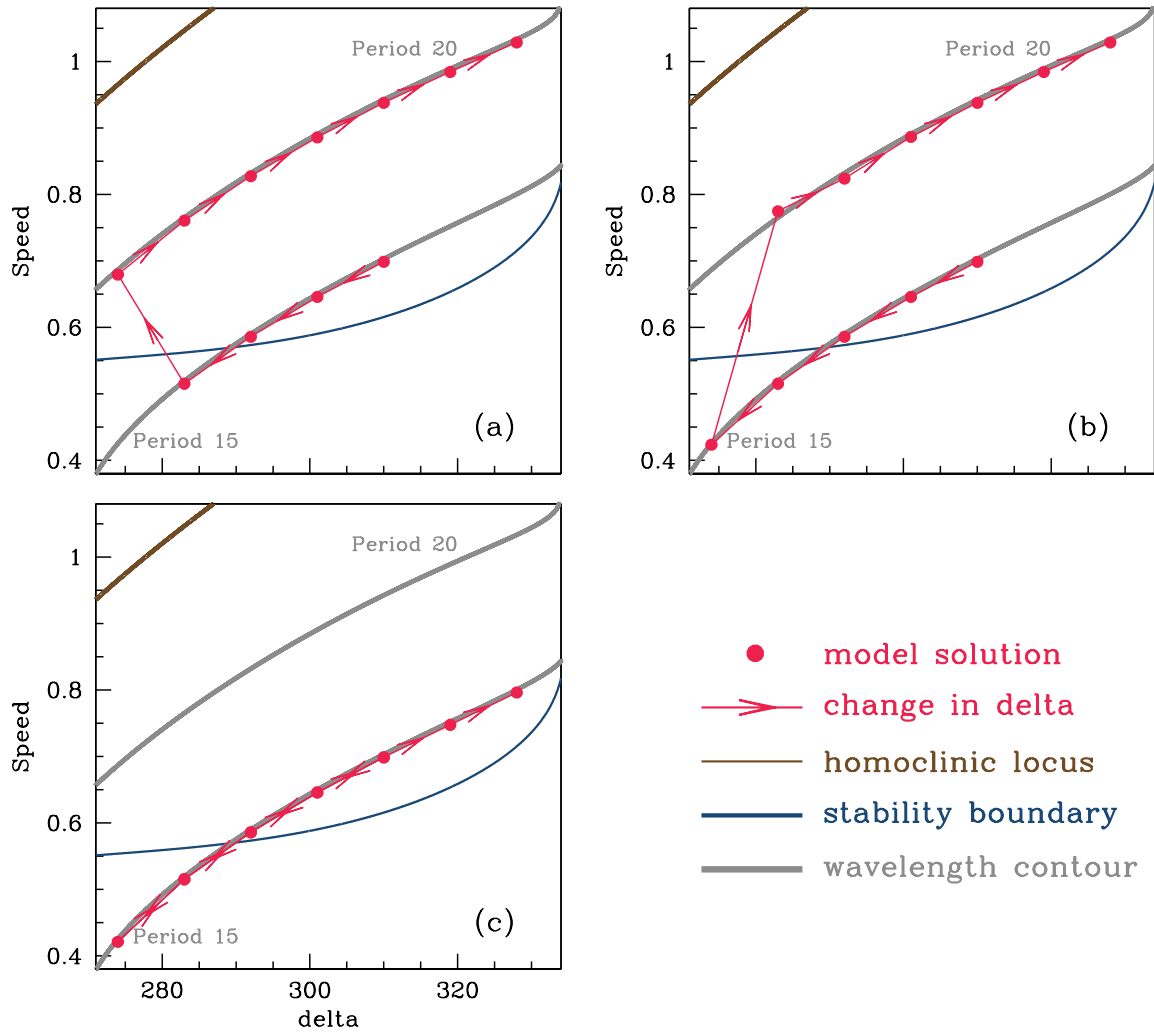 Period 20
1
0.8
0.6
0.4
Speed
Period 15
(a)
Period 20
1
0.8
0.6
0.4
Speed
Period 15
(b)
Period 20
1
0.8
0.6
0.4
Speed
Period 15
(c)
280 300 320
delta
model solution
change in delta
homoclinic locus
stability boundary
wavelength contour